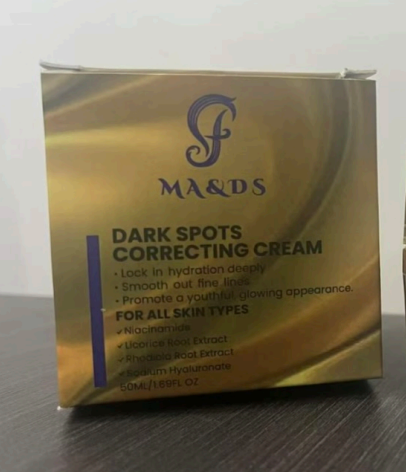 MA&DS
DARK SPOTS
CORRECTING CREAM
• Lock in hydration deeply
• Smooth out fine lines
• Promote a youthful, glowing appearance.
FOR ALL SKIN TYPES
✓ Niacinamide
✓ Licorice Root Extract
✓ Rhodiola Root Extract
✓ Sodium Hyaluronate
50ML/1.69FL OZ